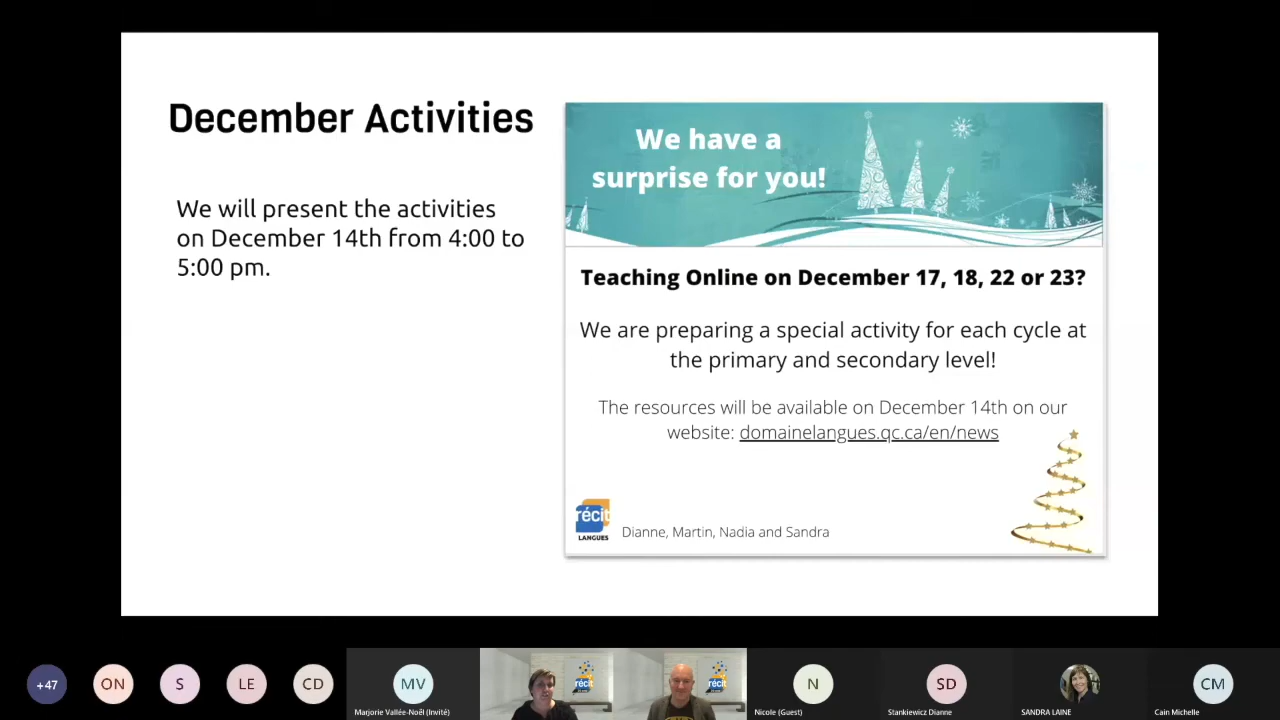 December Activities
We will present the activities
on December 14th from 4:00 to
5:00 pm.
We have a
surprise for you!
Teaching Online on December 17, 18, 22 or 23?
We are preparing a special activity for each cycle at
the primary and secondary level!
The resources will be available on December 14th on our
website: domainelangues.qc.ca/en/news
récit
LANGUES
Dianne, Martin, Nadia and Sandra
+47
ON
S
LE
CD
MV
Marjorie Vallée-Noël (Invité)
récit
récit
N
Nicole (Guest)
SD
Stankiewicz Dianne
SANDRA LAINE
CM
Cain Michelle